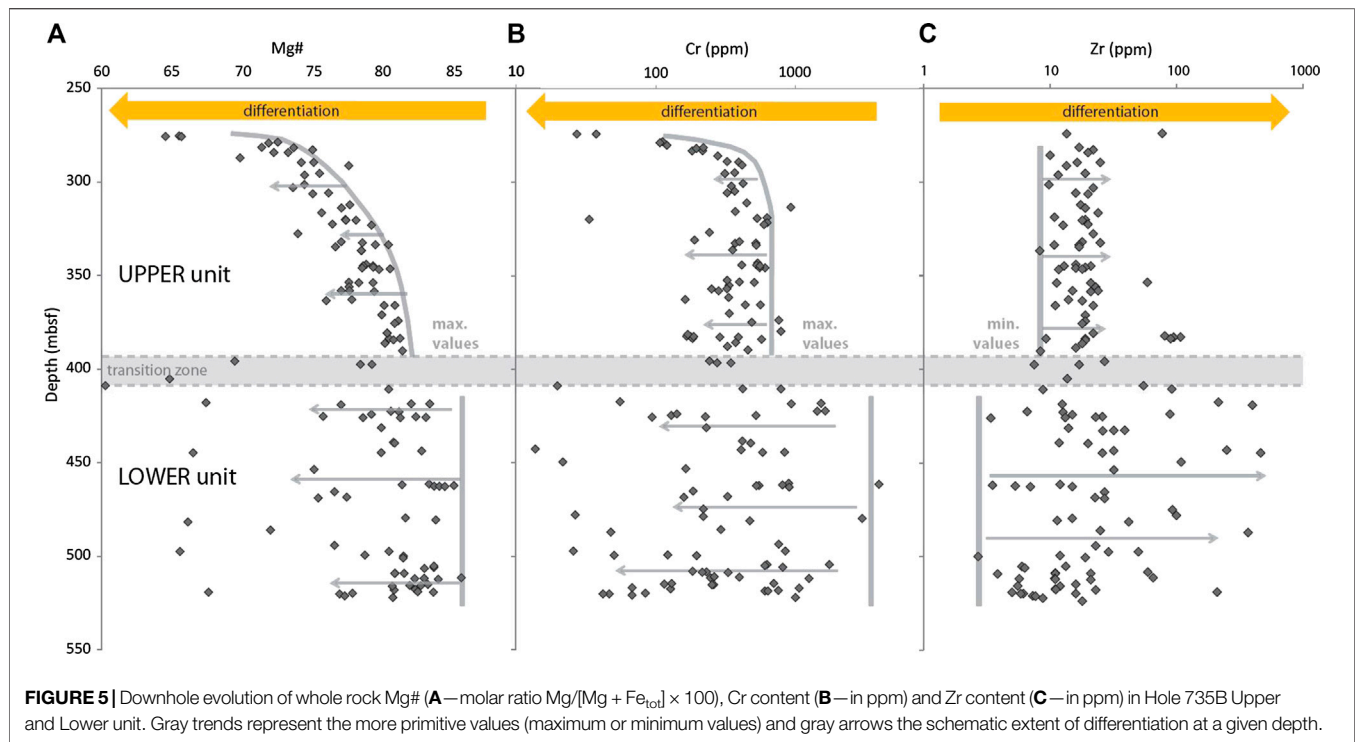 A B C
Mg# Cr (ppm) Zr (ppm)
60 65 70 75 80 85 10 100 1000 1 10 100 1000
250
differentiation differentiation differentiation
300
350
UPPER unit
max. values
max. values
min. values
400
transition zone
450
LOWER unit
500
550
Depth (mbsf)
FIGURE 5 | Downhole evolution of whole rock Mg# (A—molar ratio Mg/[Mg + Fetot] × 100), Cr content (B—in ppm) and Zr content (C—in ppm) in Hole 735B Upper
and Lower unit. Gray trends represent the more primitive values (maximum or minimum values) and gray arrows the schematic extent of differentiation at a given depth.